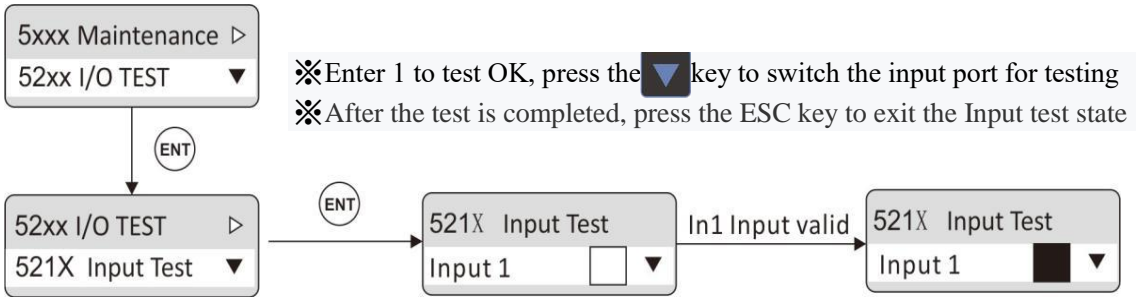 5xxx Maintenance ▷
52xx I/O TEST ▼
※Enter 1 to test OK, press the ▼ key to switch the input port for testing
※After the test is completed, press the ESC key to exit the Input test state
ENT
52xx I/O TEST ▷
521X Input Test ▼
ENT
521X Input Test
Input 1 ▼
In1 Input valid
521X Input Test
Input 1 ▼